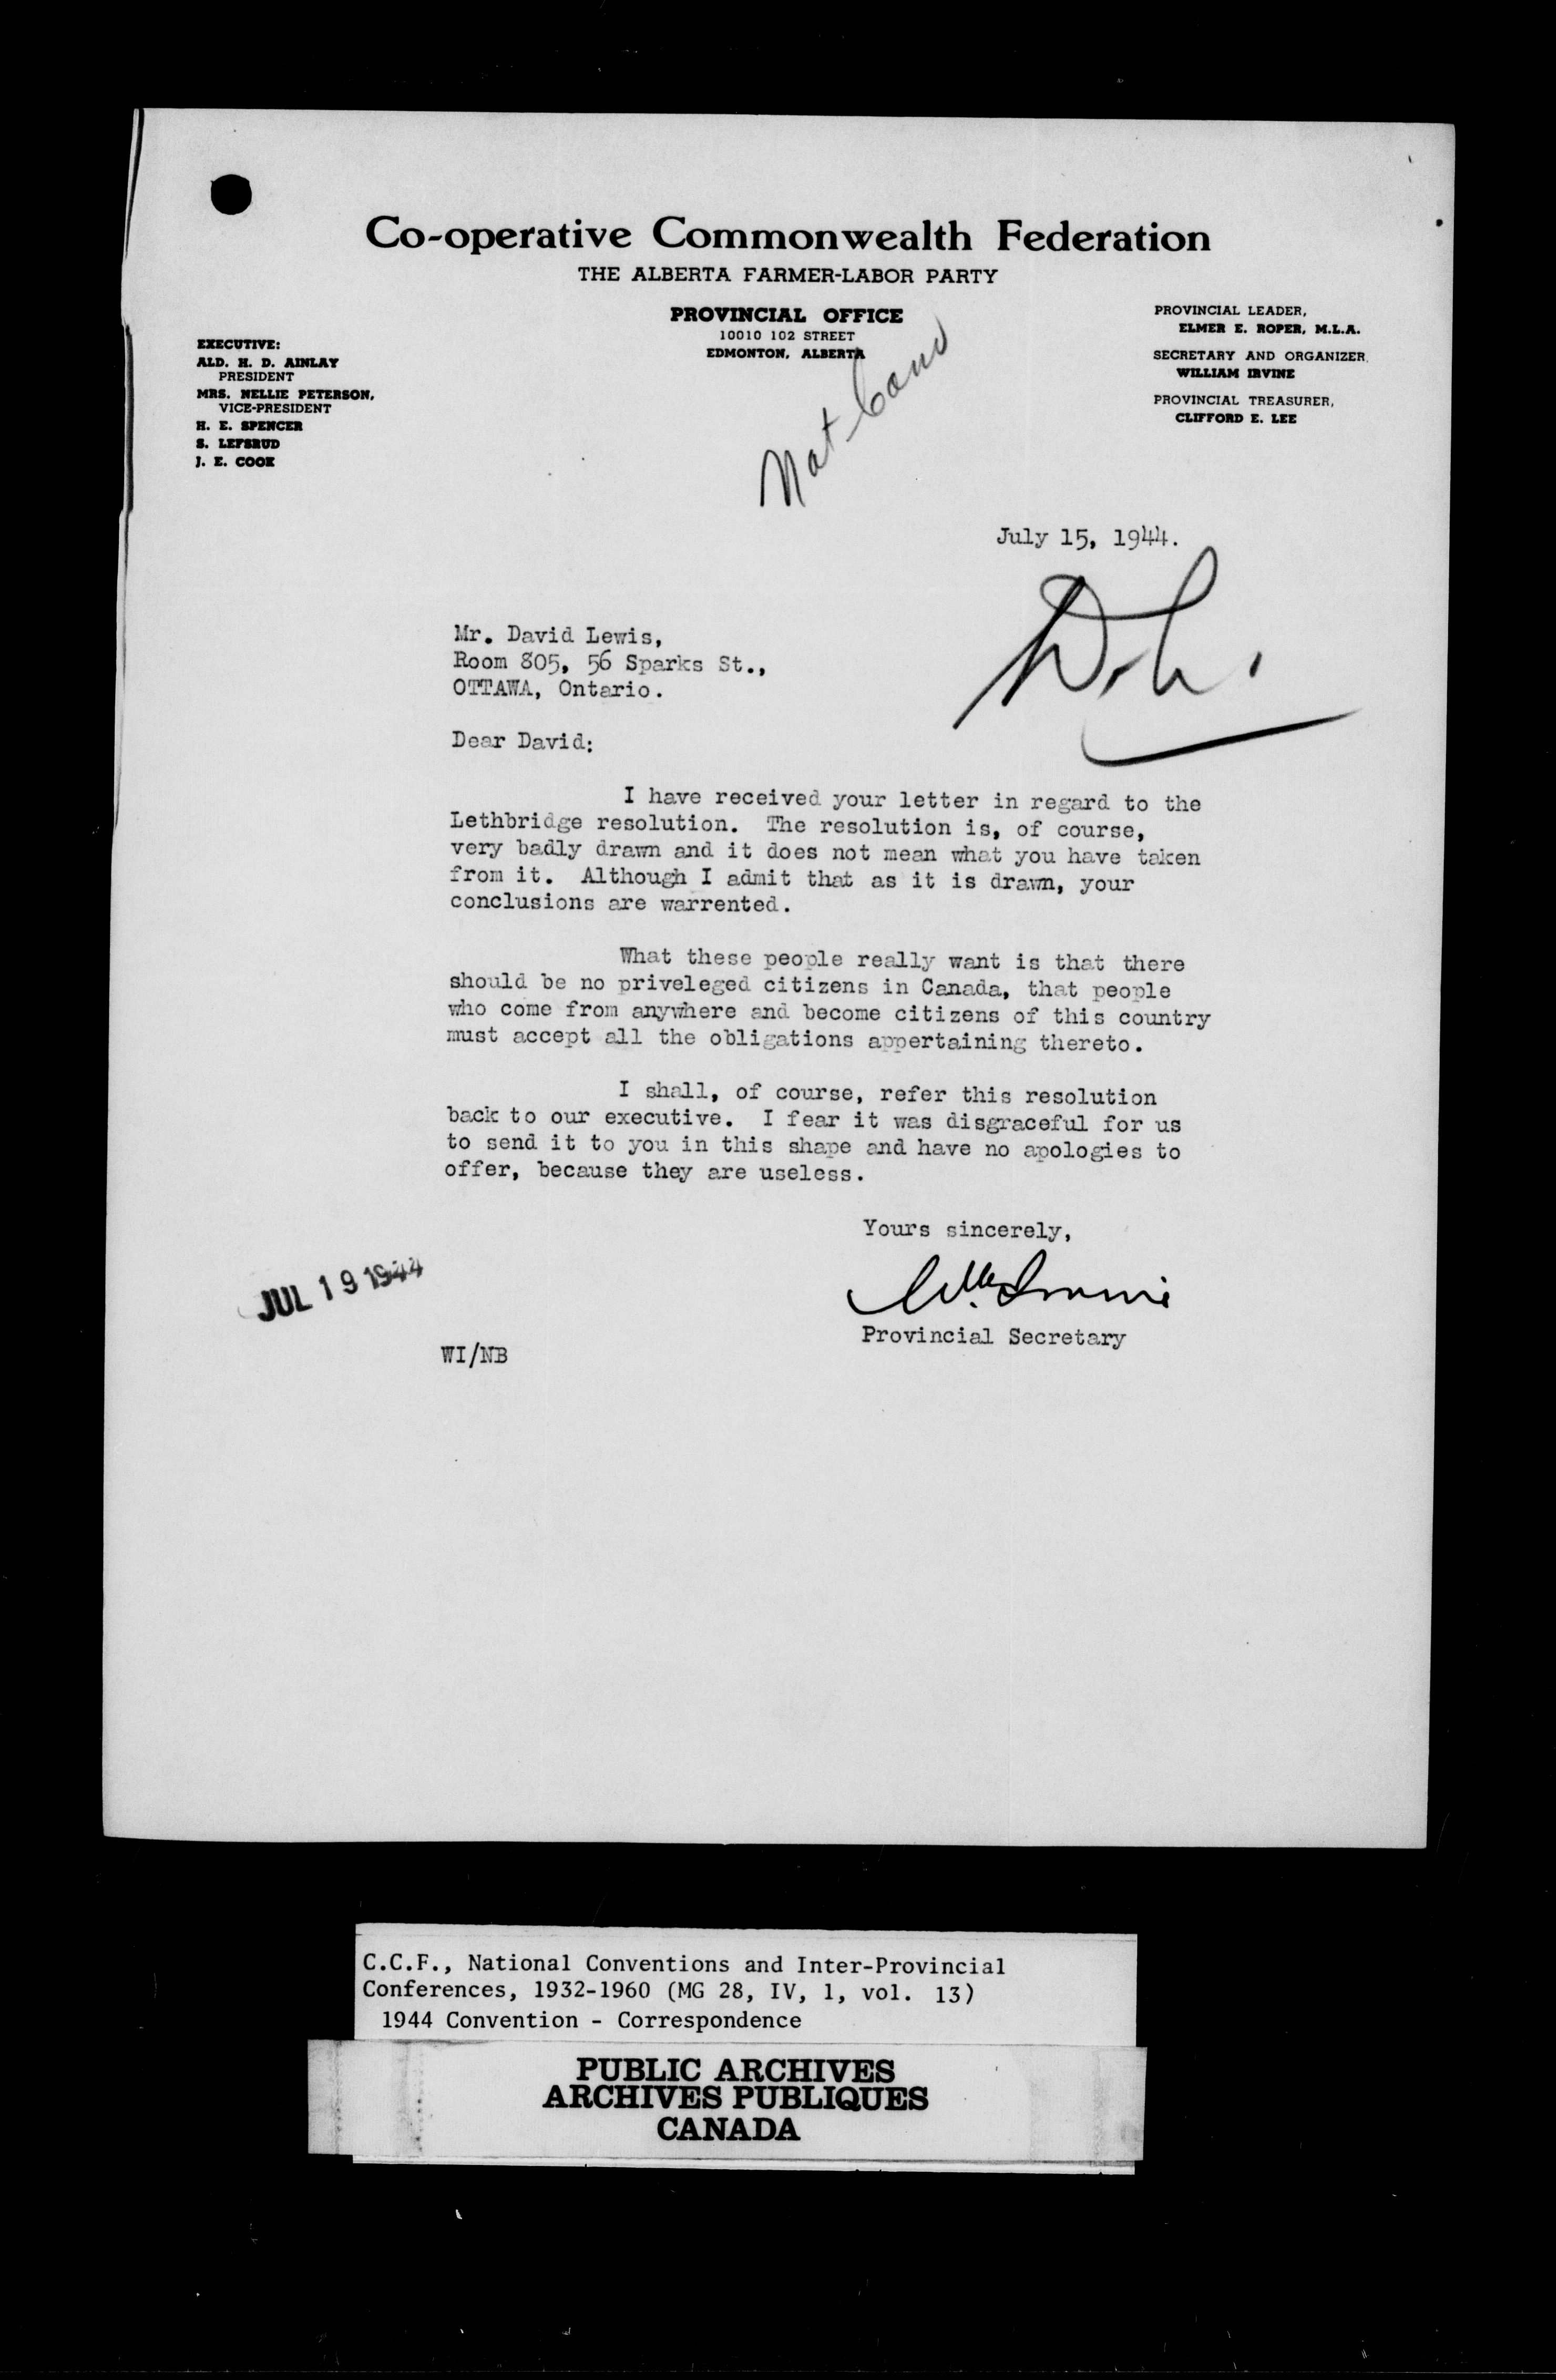 Co-operative Commonwealth Federation
THE ALBERTA FARMER-LABOR PARTY
PROVINCIAL OFFICE
10010 102 STREET
EDMONTON, ALBERTA
EXECUTIVE:
ALD. H. D. AINLAY
PRESIDENT
MRS. NELLIE PETERSON,
VICE-PRESIDENT
H. E. SPENCER
S. LEFSRUD
J. E. COOK
PROVINCIAL LEADER,
ELMER E. ROPER, M.L.A.
SECRETARY AND ORGANIZER,
WILLIAM IRVINE
PROVINCIAL TREASURER,
CLIFFORD E. LEE
Nat Conv
July 15, 1944.
Mr. David Lewis,
Room 805, 56 Sparks St.,
OTTAWA, Ontario.
Dear David:
I have received your letter in regard to the
Lethbridge resolution. The resolution is, of course,
very badly drawn and it does not mean what you have taken
from it. Although I admit that as it is drawn, your
conclusions are warrented.
What these people really want is that there
should be no priveleged citizens in Canada, that people
who come from anywhere and become citizens of this country
must accept all the obligations appertaining thereto.
I shall, of course, refer this resolution
back to our executive. I fear it was disgraceful for us
to send it to you in this shape and have no apologies to
offer, because they are useless.
Yours sincerely,
Wm. Irvine
Provincial Secretary
JUL 19 1944
WI/NB
C.C.F., National Conventions and Inter-Provincial
Conferences, 1932-1960 (MG 28, IV, 1, vol. 13)
1944 Convention - Correspondence
PUBLIC ARCHIVES
ARCHIVES PUBLIQUES
CANADA